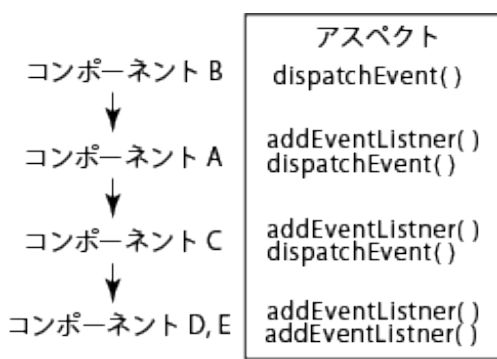 アスペクト
コンポーネント B
dispatchEvent( )
コンポーネント A
addEventListner( )
dispatchEvent( )
コンポーネント C
addEventListner( )
dispatchEvent( )
コンポーネント D, E
addEventListner( )
addEventListner( )